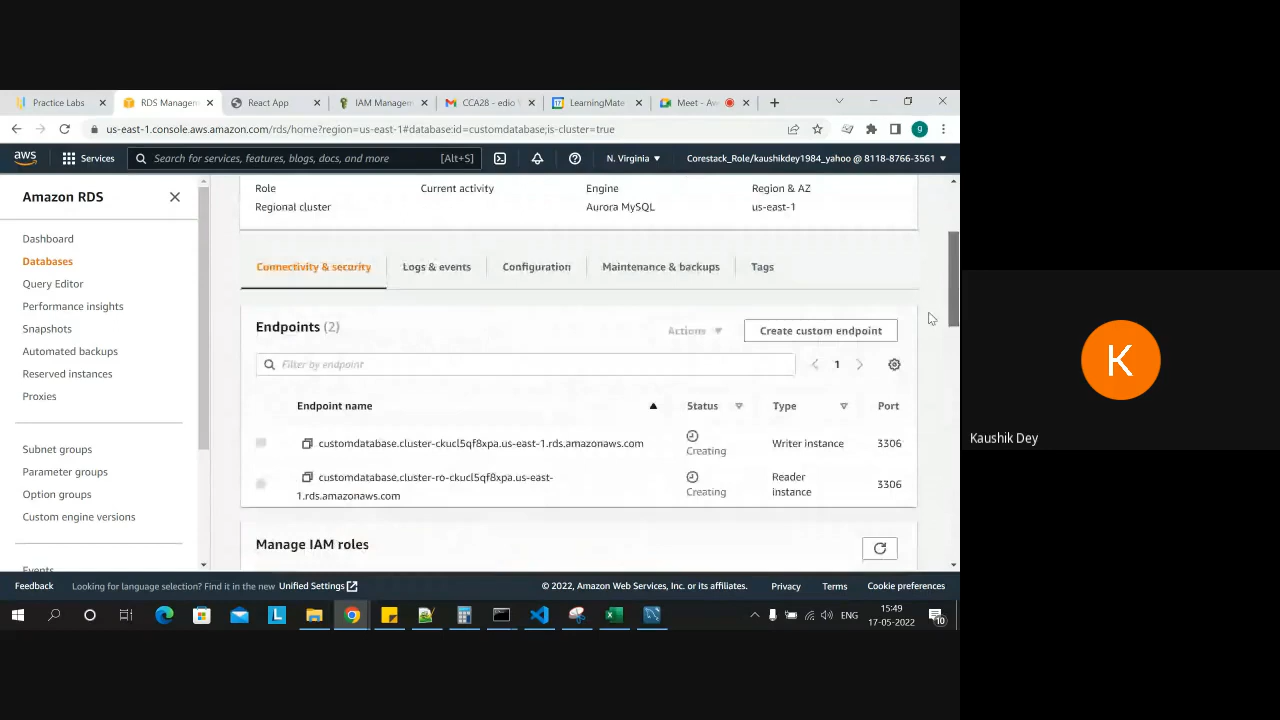 Practice Labs
RDS Managem
React App
IAM Managem
CCA28 - edio
LearningMate
Meet - Aw
us-east-1.console.aws.amazon.com/rds/home?region=us-east-1#database:id=customdatabase;is-cluster=true
g
aws
Services
Search for services, features, blogs, docs, and more
[Alt+S]
N. Virginia
Corestack_Role/kaushikdey1984_yahoo @ 8118-8766-3561
Amazon RDS
Dashboard
Databases
Query Editor
Performance insights
Snapshots
Automated backups
Reserved instances
Proxies
Subnet groups
Parameter groups
Option groups
Custom engine versions
Events
Role
Current activity
Engine
Region & AZ
Regional cluster
Aurora MySQL
us-east-1
Connectivity & security
Logs & events
Configuration
Maintenance & backups
Tags
Endpoints (2)
Actions
Create custom endpoint
Filter by endpoint
1
Endpoint name
Status
Type
Port
customdatabase.cluster-ckucl5qf8xpa.us-east-1.rds.amazonaws.com
Creating
Writer instance
3306
customdatabase.cluster-ro-ckucl5qf8xpa.us-east-
1.rds.amazonaws.com
Creating
Reader
instance
3306
Manage IAM roles
Feedback
Looking for language selection? Find it in the new Unified Settings
© 2022, Amazon Web Services, Inc. or its affiliates.
Privacy
Terms
Cookie preferences
ENG
15:49
17-05-2022
10
K
Kaushik Dey